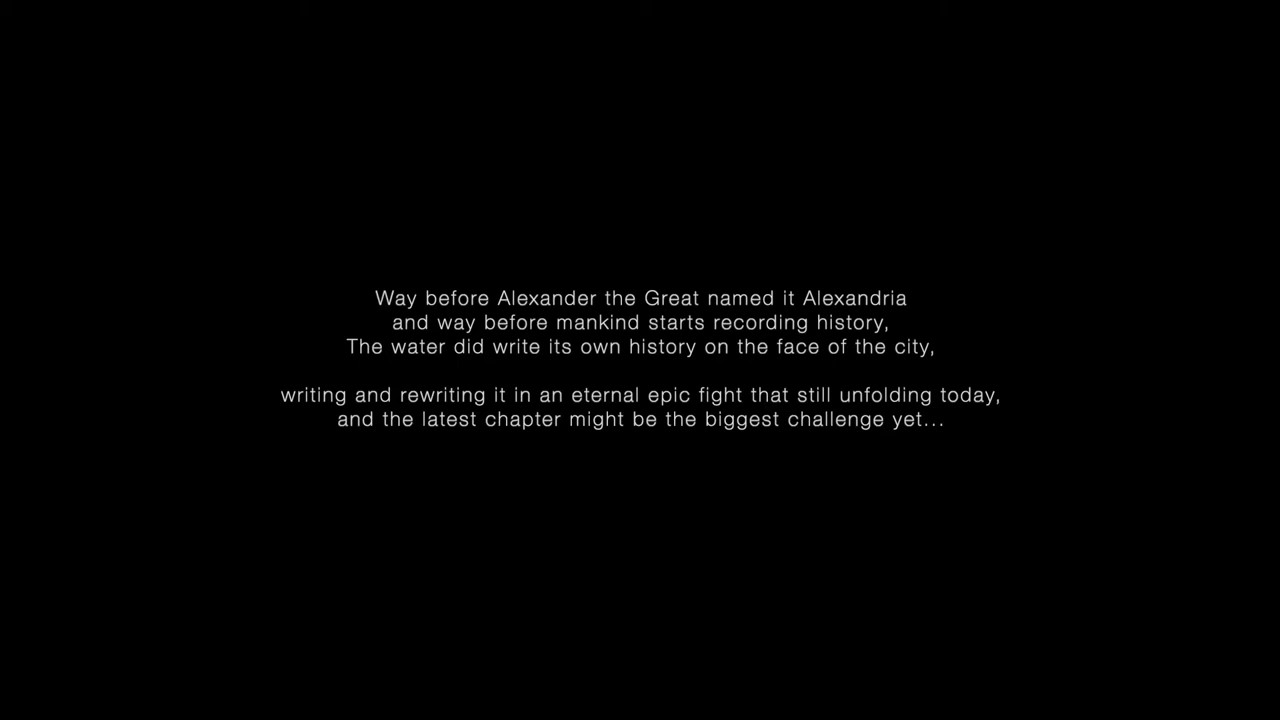 Way before Alexander the Great named it Alexandria
and way before mankind starts recording history,
The water did write its own history on the face of the city,
writing and rewriting it in an eternal epic fight that still unfolding today,
and the latest chapter might be the biggest challenge yet...